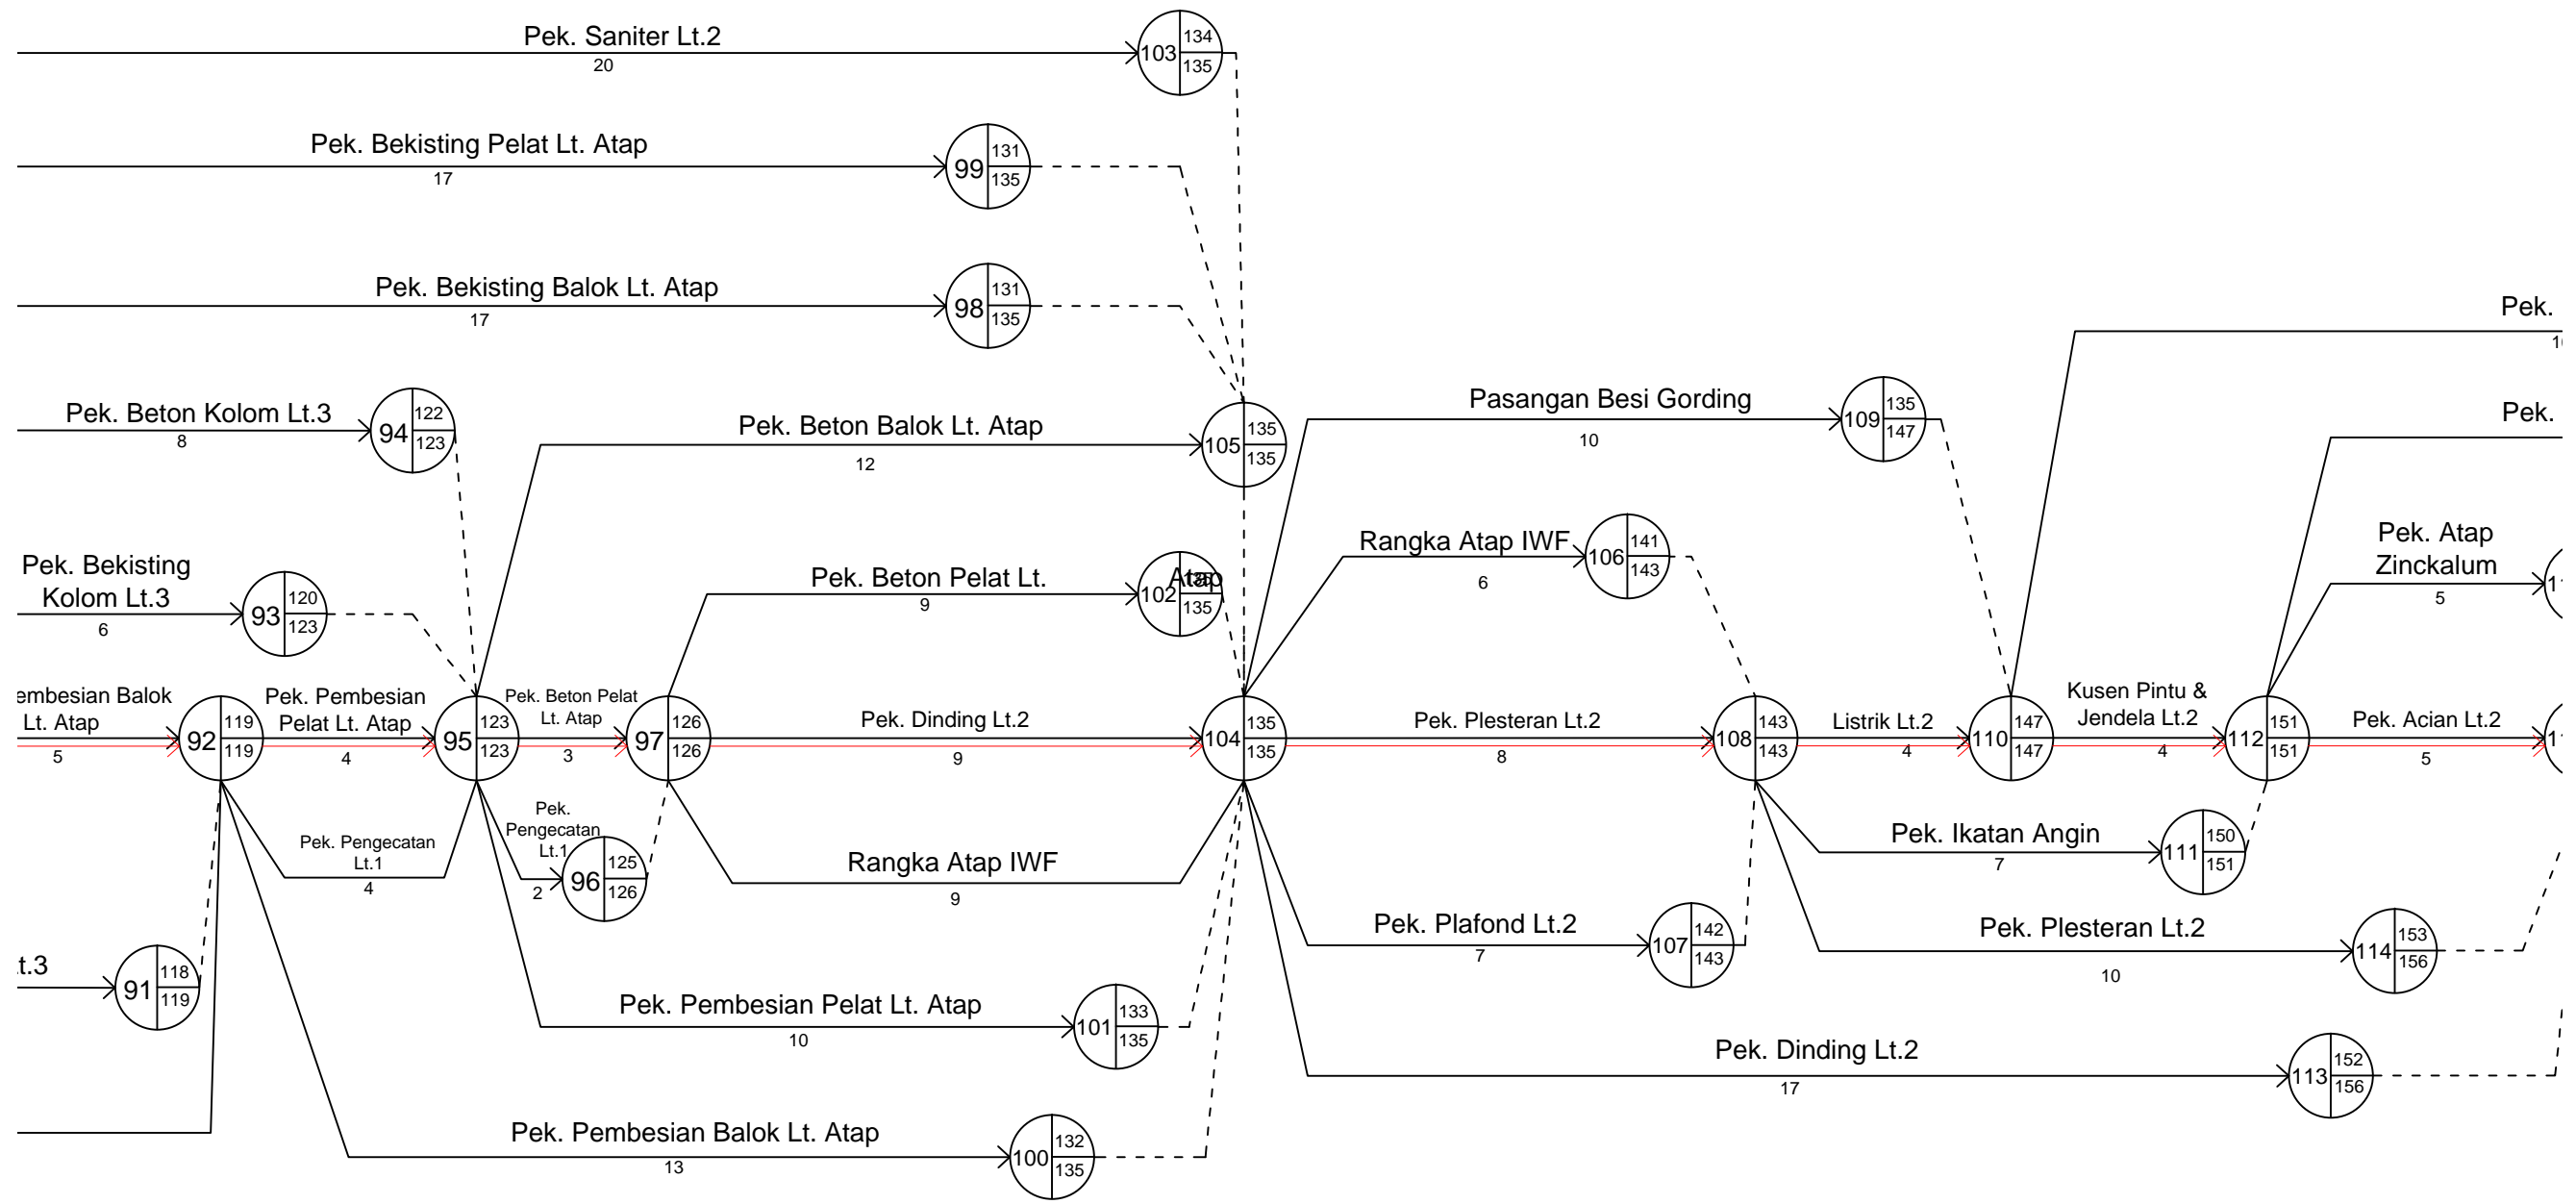 Pek. Saniter Lt.2
20
103
134
135
Pek. Bekisting Pelat Lt. Atap
17
99
131
135
Pek. Bekisting Balok Lt. Atap
17
98
131
135
Pek.
Pek. Beton Kolom Lt.3
8
94
122
123
Pek. Beton Balok Lt. Atap
12
105
135
135
Pasangan Besi Gording
10
109
135
147
Pek.
Pek. Bekisting
Kolom Lt.3
6
93
120
123
Pek. Beton Pelat Lt.
Atap
9
102
135
Rangka Atap IWF
6
106
141
143
Pek. Atap
Zinckalum
5
embesian Balok
Lt. Atap
5
92
119
119
Pek. Pembesian
Pelat Lt. Atap
4
95
123
123
Pek. Beton Pelat
Lt. Atap
3
97
126
126
Pek. Dinding Lt.2
9
104
135
135
Pek. Plesteran Lt.2
8
108
143
143
Listrik Lt.2
4
110
147
147
Kusen Pintu &
Jendela Lt.2
4
112
151
151
Pek. Acian Lt.2
5
Pek. Pengecatan
Lt.1
4
Pek.
Pengecatan
Lt.1
2
96
125
126
Rangka Atap IWF
9
Pek. Ikatan Angin
7
111
150
151
Pek. Plafond Lt.2
7
107
142
143
Pek. Plesteran Lt.2
10
114
153
156
t.3
91
118
119
Pek. Pembesian Pelat Lt. Atap
10
101
133
135
Pek. Dinding Lt.2
17
113
152
156
Pek. Pembesian Balok Lt. Atap
13
100
132
135